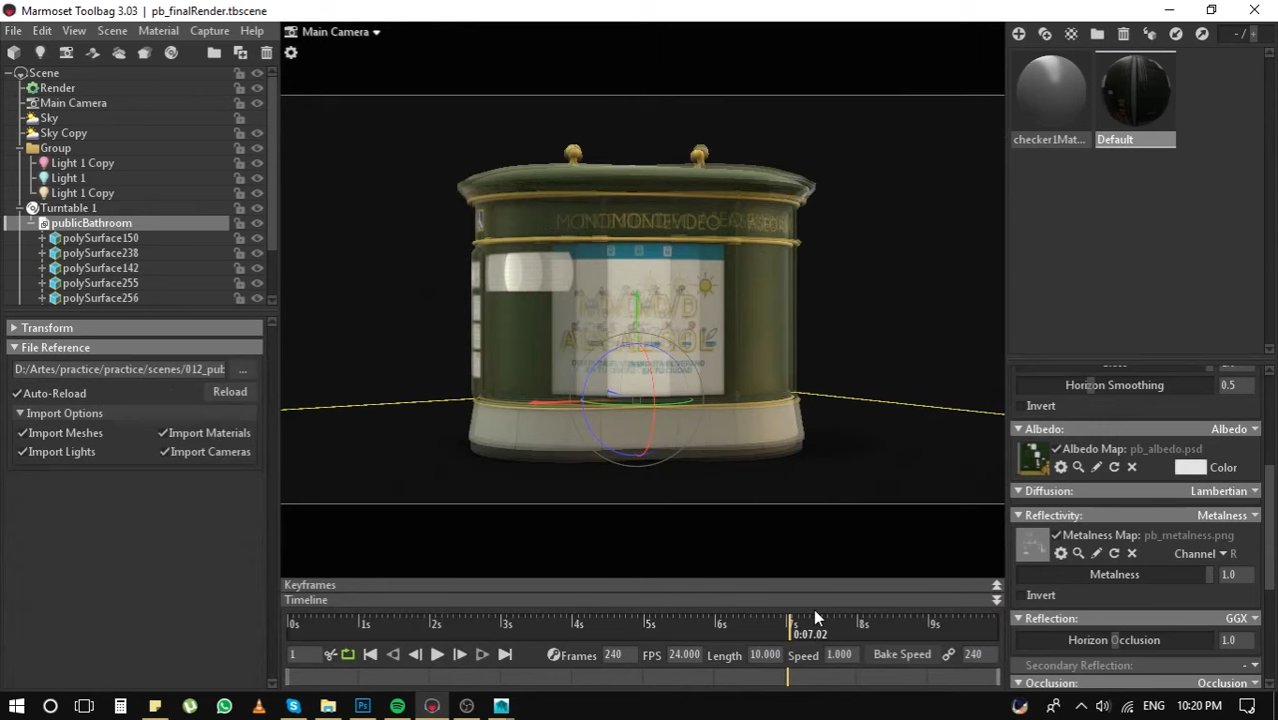 Marmoset Toolbag 3.03 | pb_finalRender.tbscene
File Edit View Scene Material Capture Help
Main Camera
- / +
Scene
Render
Main Camera
Sky
Sky Copy
Group
Light 1 Copy
Light 1
Light 1 Copy
Turntable 1
publicBathroom
polySurface150
polySurface238
polySurface142
polySurface255
polySurface256
Transform
File Reference
D:/Artes/practice/practice/scenes/012_pub ...
Auto-Reload Reload
Import Options
Import Meshes Import Materials
Import Lights Import Cameras
MONTEVIDEO
checker1Mat... Default
Horizon Smoothing 0.5
Invert
Albedo: Albedo
Albedo Map: pb_albedo.psd
Color
Diffusion: Lambertian
Reflectivity: Metalness
Metalness Map: pb_metalness.png
Channel R
Metalness 1.0
Invert
Reflection: GGX
Horizon Occlusion 1.0
Secondary Reflection: -
Occlusion: Occlusion
Keyframes
Timeline
0s 1s 2s 3s 4s 5s 6s 7s 8s 9s
0:07.02
1 Frames 240 FPS 24.000 Length 10.000 Speed 1.000 Bake Speed 240
ENG 10:20 PM